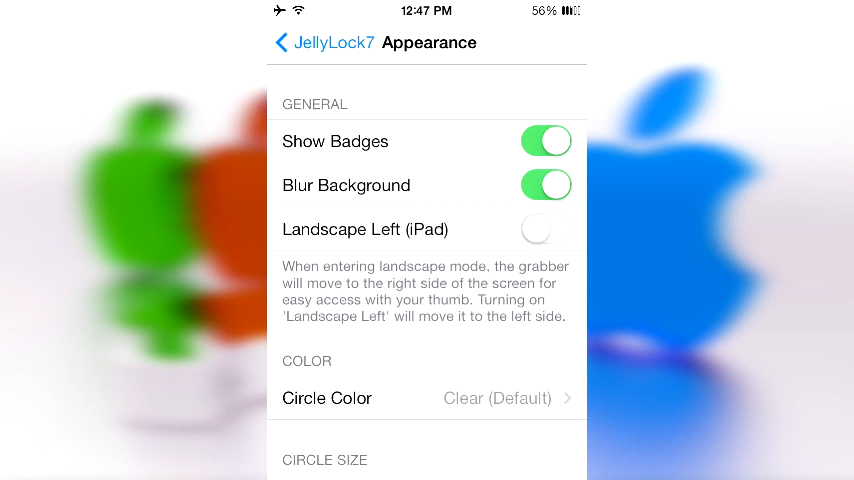 12:47 PM 56%
JellyLock7 Appearance
GENERAL
Show Badges
Blur Background
Landscape Left (iPad)
When entering landscape mode, the grabber
will move to the right side of the screen for
easy access with your thumb. Turning on
'Landscape Left' will move it to the left side.
COLOR
Circle Color Clear (Default)
CIRCLE SIZE